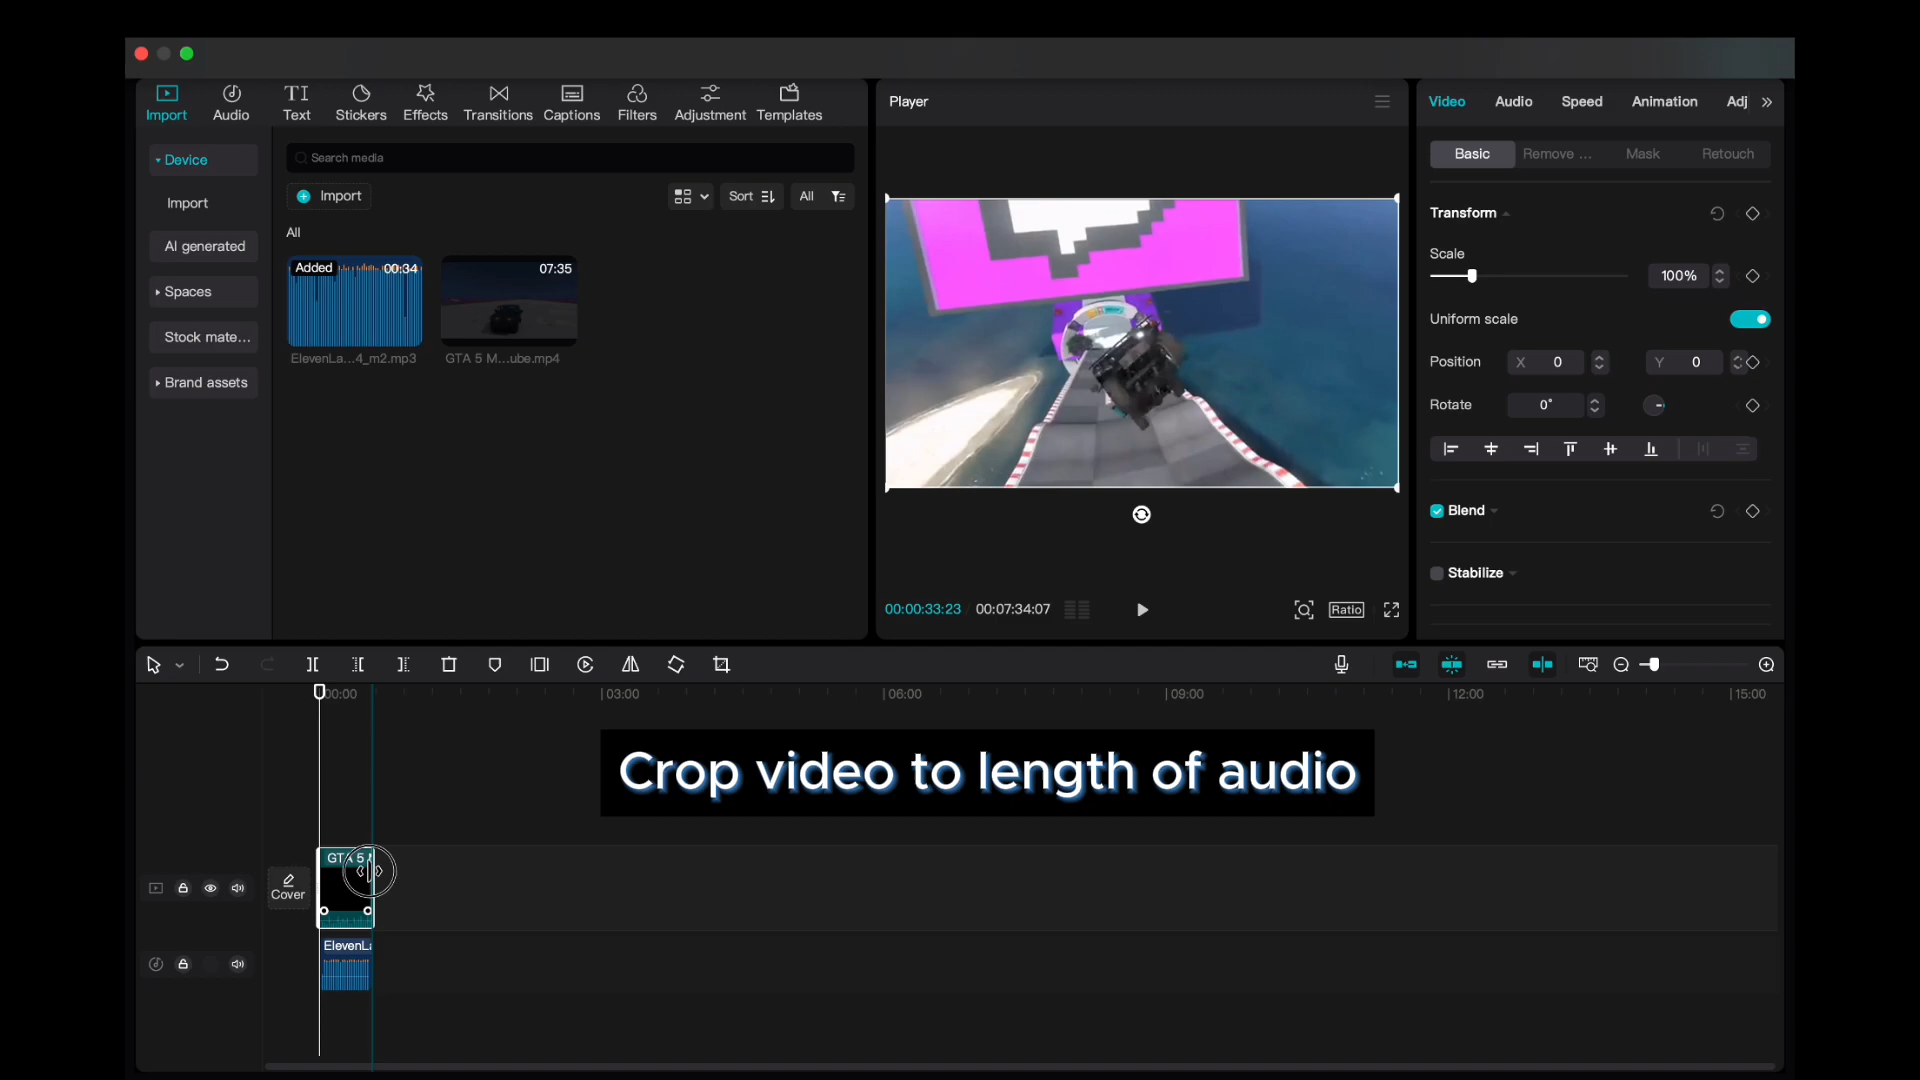 Import
Audio
Text
Stickers
Effects
Transitions
Captions
Filters
Adjustment
Templates
Device
Import
AI generated
Spaces
Stock mate...
Brand assets
Search media
Import
Sort
All
All
Added
00:34
ElevenLa...4_m2.mp3
07:35
GTA 5 M...ube.mp4
Player
00:00:33:23
00:07:34:07
Ratio
Video
Audio
Speed
Animation
Adj
Basic
Remove ...
Mask
Retouch
Transform
Scale
100%
Uniform scale
Position
X 0
Y 0
Rotate
0°
Blend
Stabilize
00:00
03:00
06:00
09:00
12:00
15:00
Crop video to length of audio
Cover
GTA 5
ElevenLa